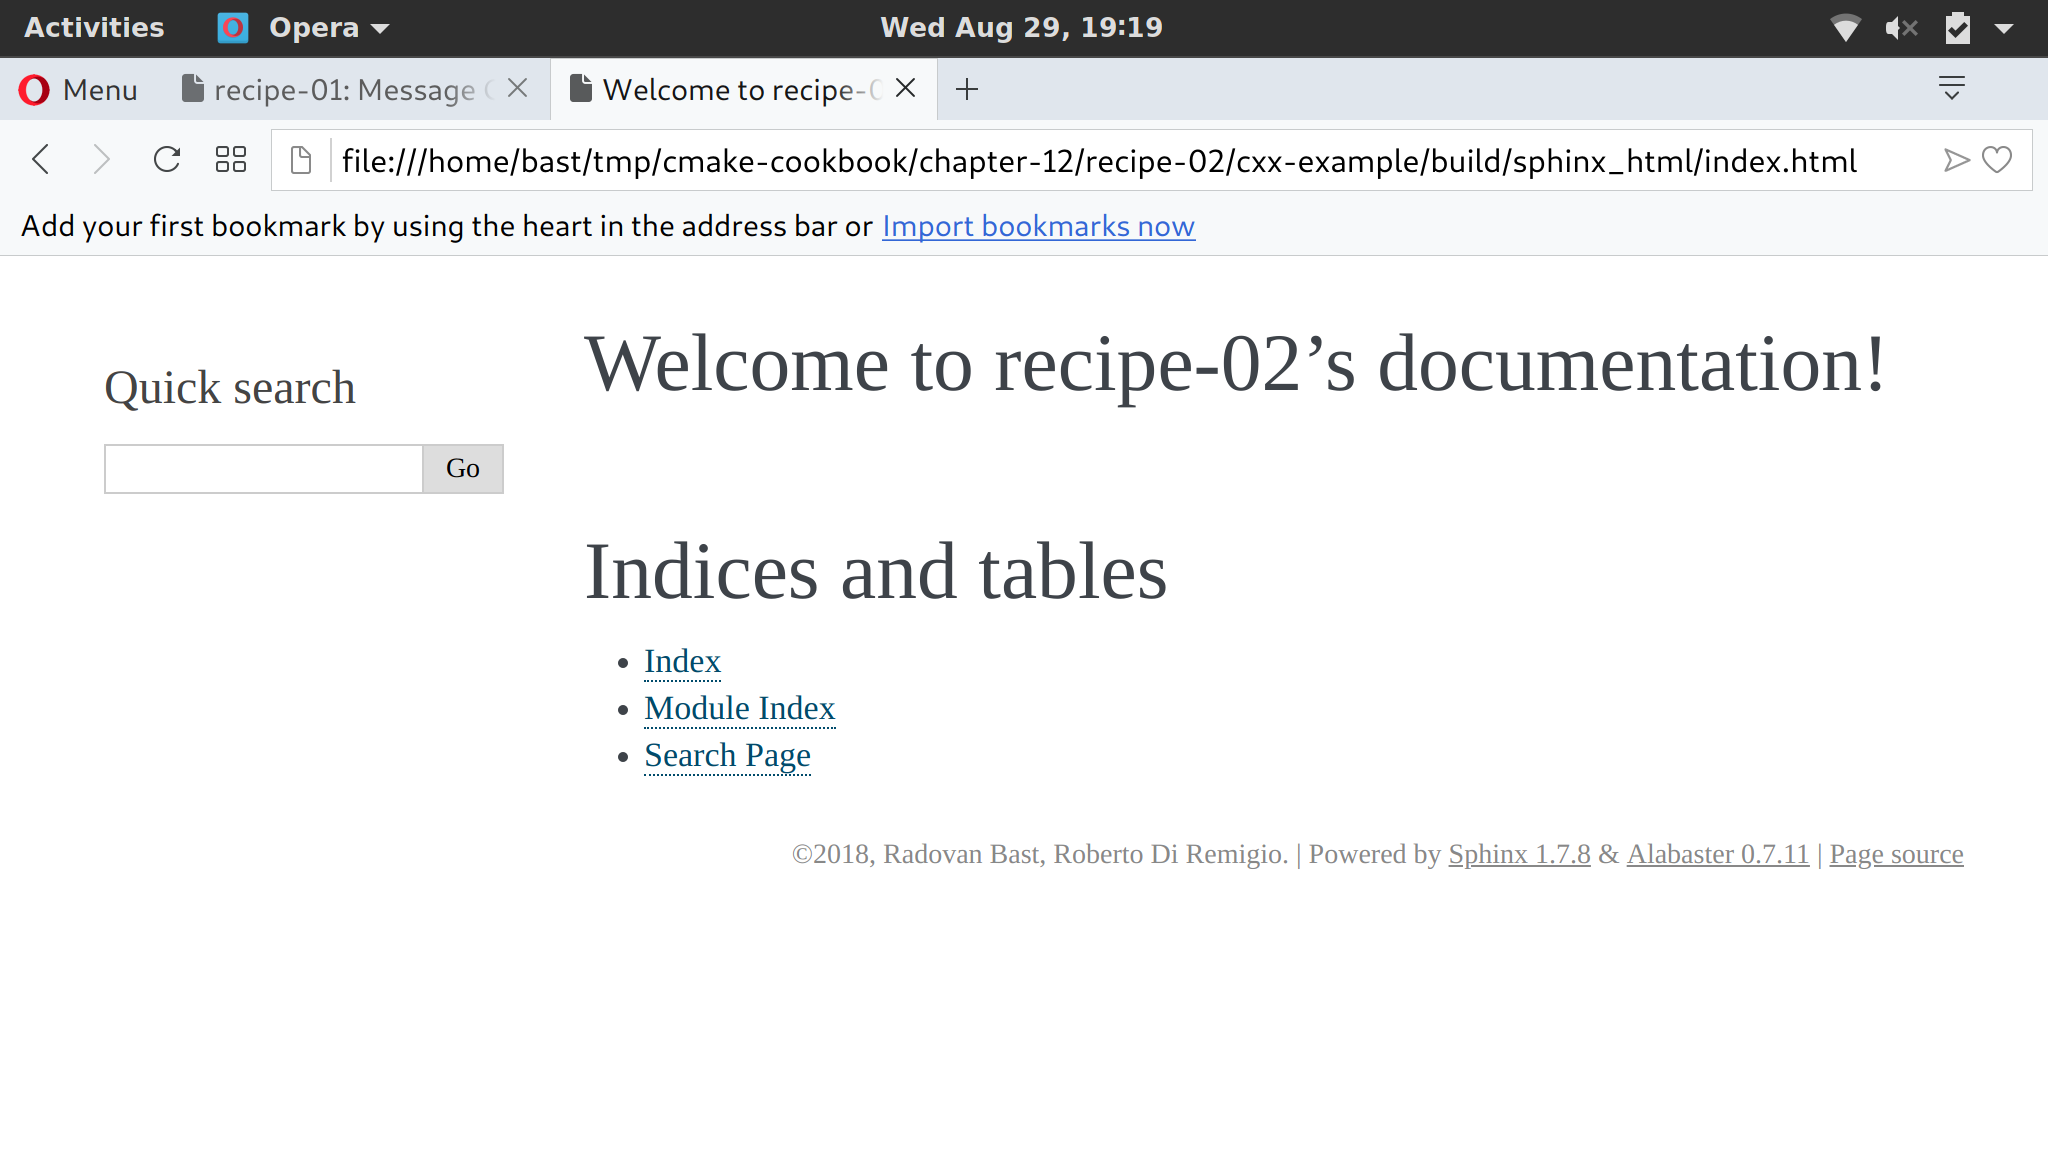 Activities Opera Wed Aug 29, 19:19
Menu recipe-01: Message Welcome to recipe-0
file:///home/bast/tmp/cmake-cookbook/chapter-12/recipe-02/cxx-example/build/sphinx_html/index.html
Add your first bookmark by using the heart in the address bar or Import bookmarks now
Welcome to recipe-02’s documentation!
Quick search
Go
Indices and tables
Index
Module Index
Search Page
©2018, Radovan Bast, Roberto Di Remigio. | Powered by Sphinx 1.7.8 & Alabaster 0.7.11 | Page source